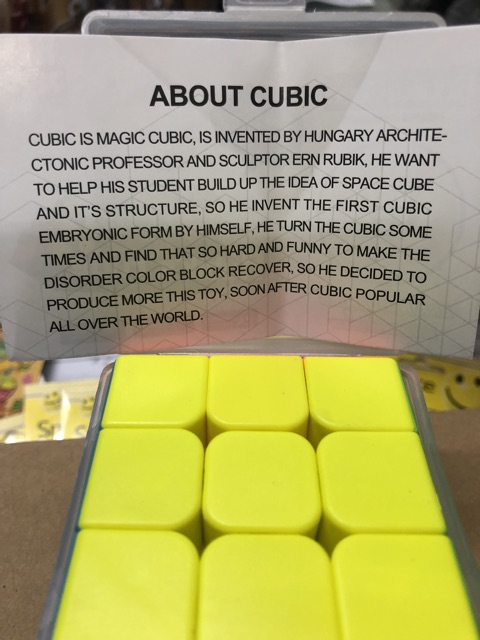 ABOUT CUBIC
CUBIC IS MAGIC CUBIC, IS INVENTED BY HUNGARY ARCHITE-
CTONIC PROFESSOR AND SCULPTOR ERN RUBIK, HE WANT
TO HELP HIS STUDENT BUILD UP THE IDEA OF SPACE CUBE
AND IT'S STRUCTURE, SO HE INVENT THE FIRST CUBIC
EMBRYONIC FORM BY HIMSELF, HE TURN THE CUBIC SOME
TIMES AND FIND THAT SO HARD AND FUNNY TO MAKE THE
DISORDER COLOR BLOCK RECOVER, SO HE DECIDED TO
PRODUCE MORE THIS TOY, SOON AFTER CUBIC POPULAR
ALL OVER THE WORLD.